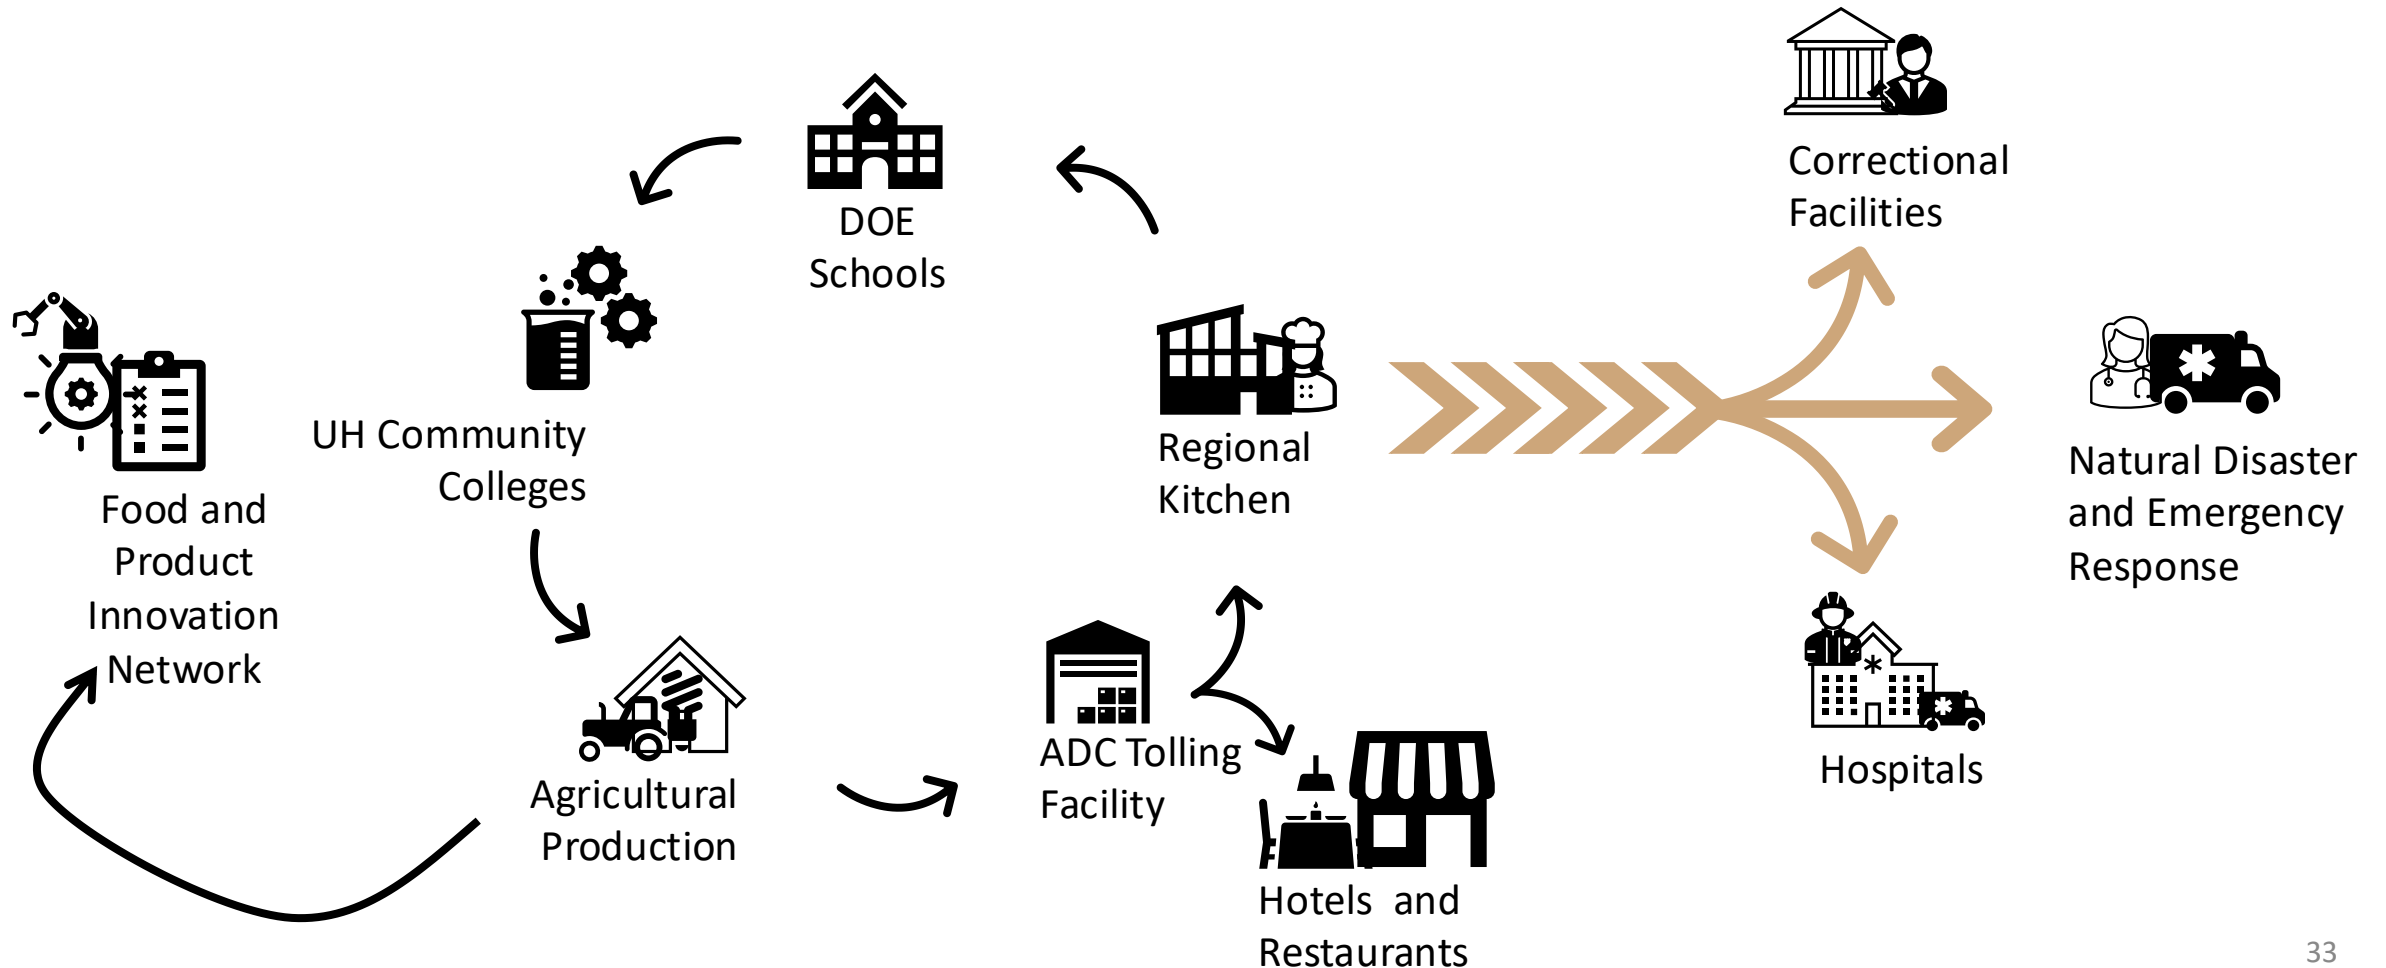 Correctional
Facilities
DOE
Schools
UH Community
Colleges
Regional
Kitchen
Natural Disaster
and Emergency
Response
Food and
Product
Innovation
Network
ADC Tolling
Facility
Hospitals
Agricultural
Production
Hotels and
Restaurants
33